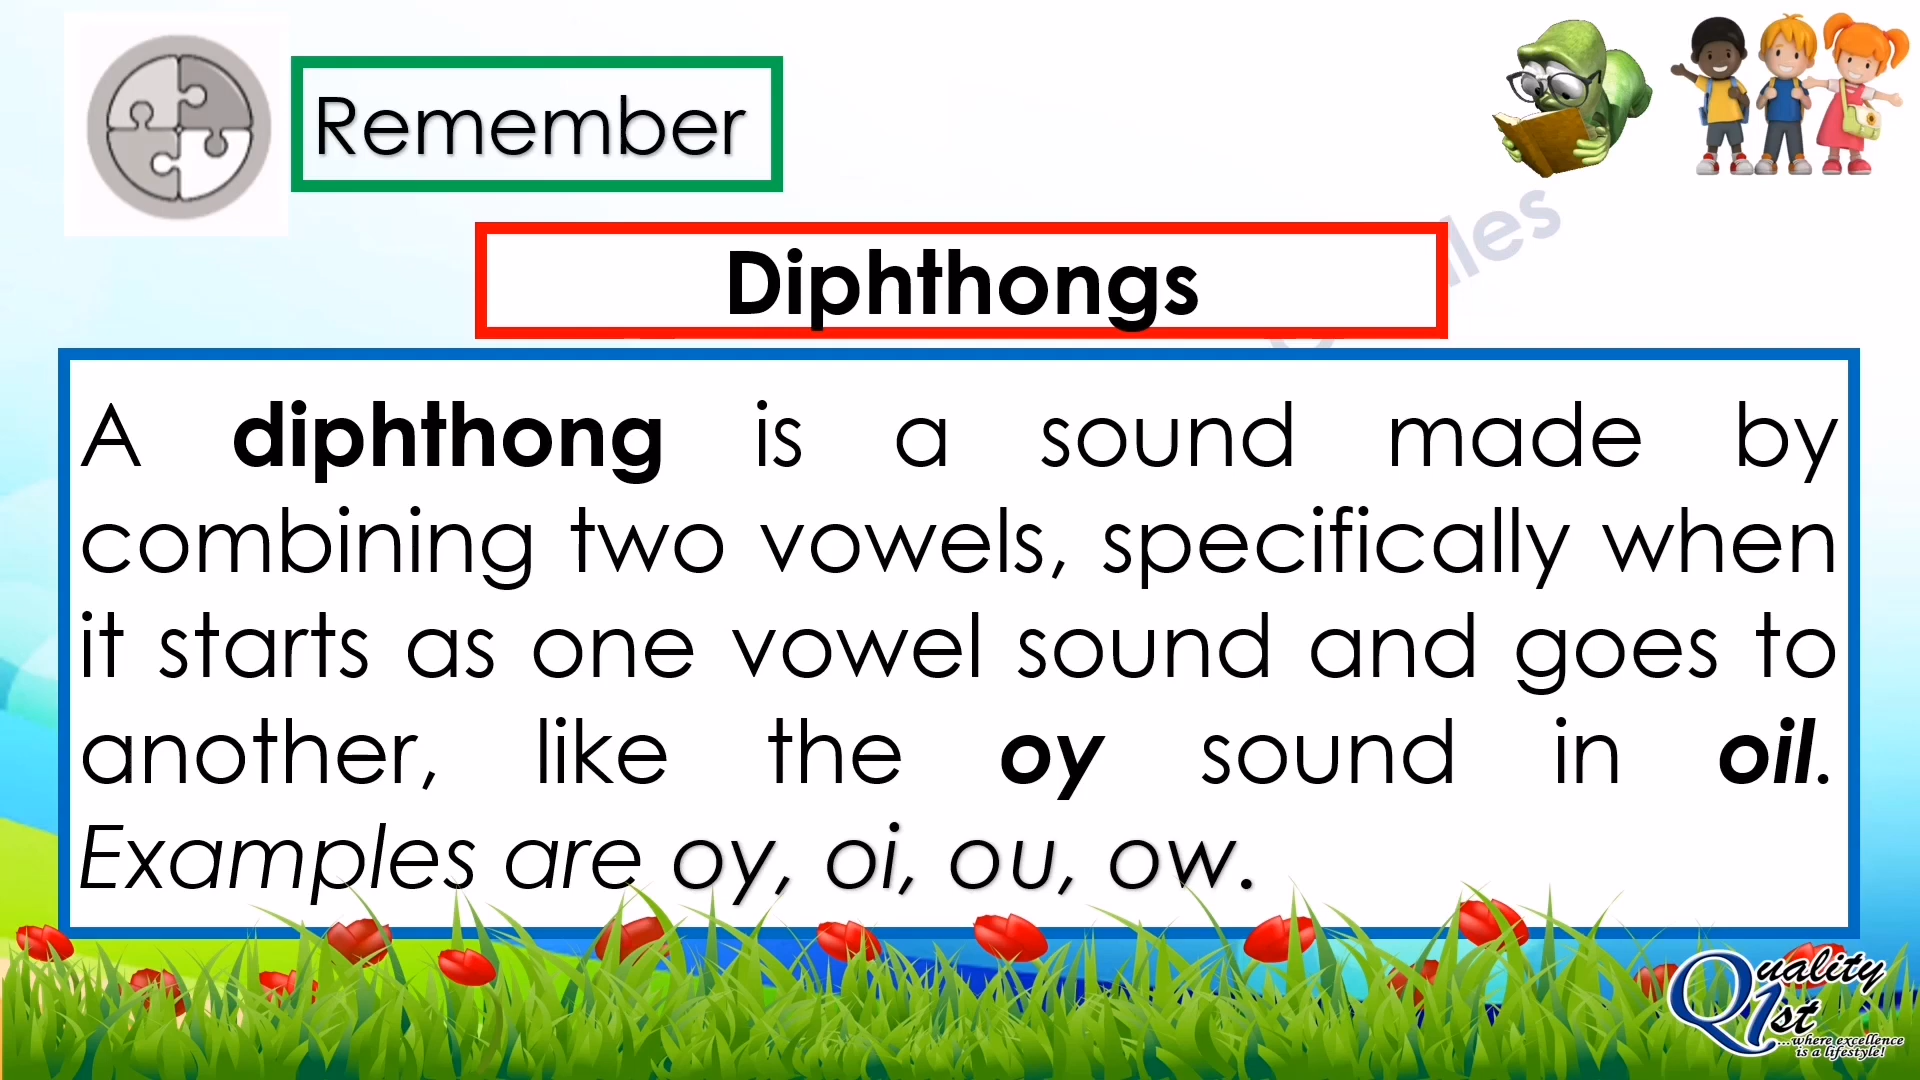 Remember
Diphthongs
A diphthong is a sound made by
combining two vowels, specifically when
it starts as one vowel sound and goes to
another, like the oy sound in oil.
Examples are oy, oi, ou, ow.
Quality
1st
...where excellence
is a lifestyle!